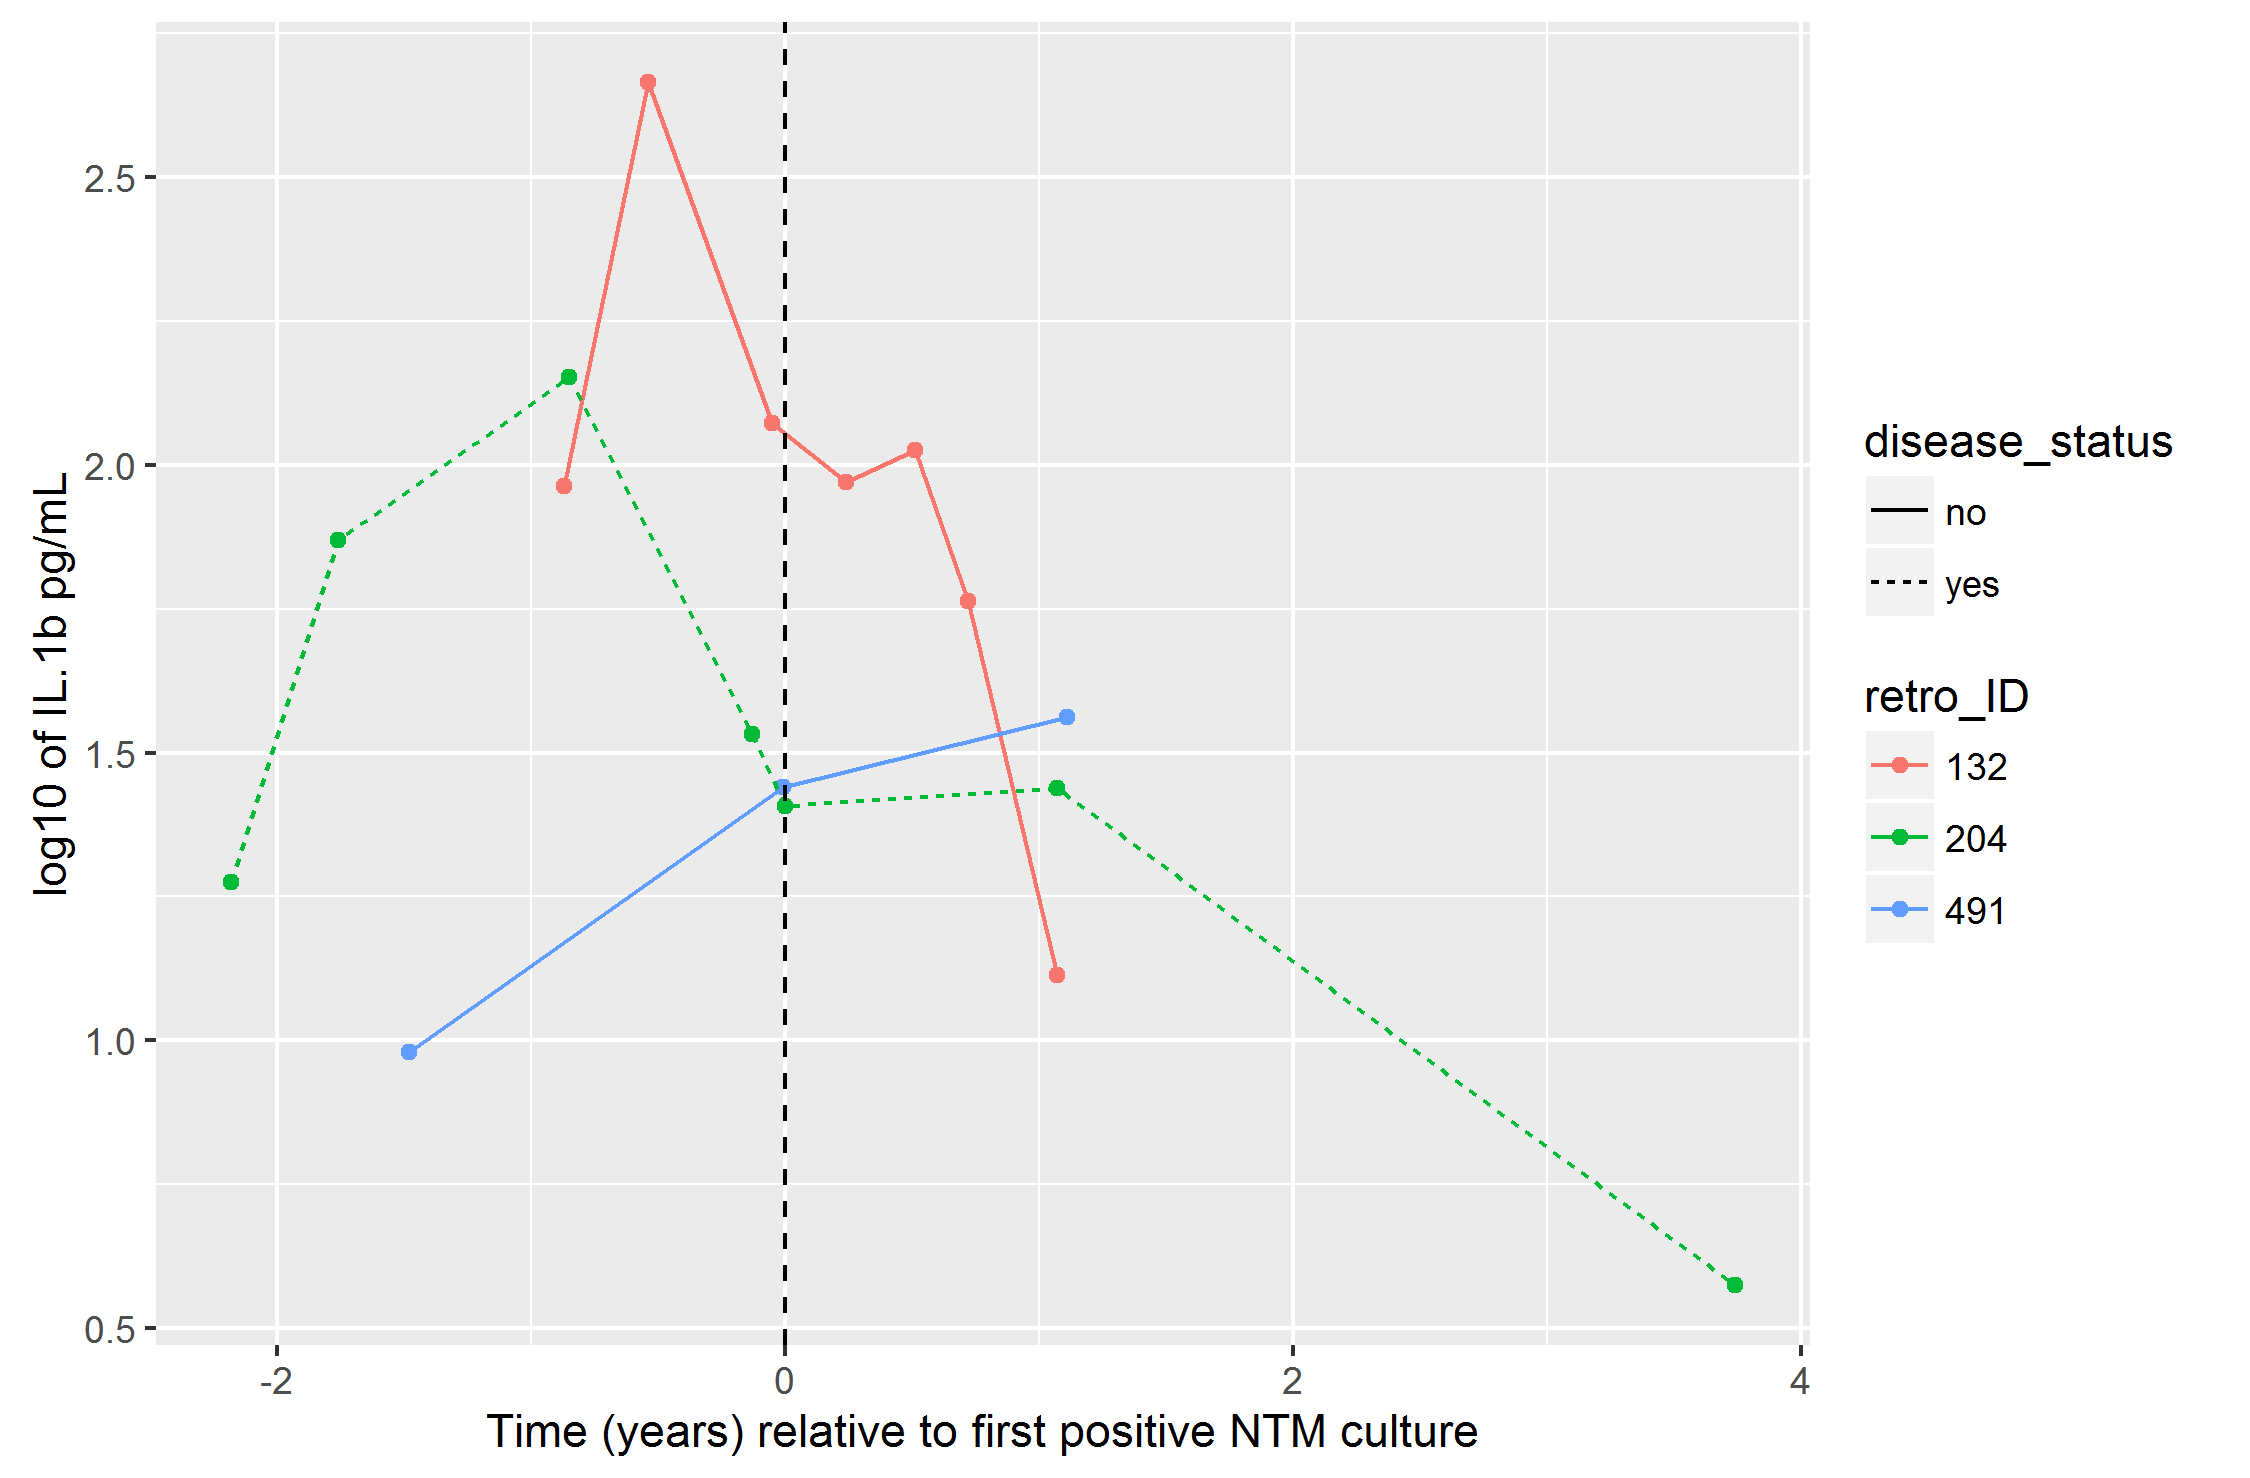 log10 of IL.1b pg/mL
2.5
2.0
1.5
1.0
0.5
-2
0
2
4
Time (years) relative to first positive NTM culture
disease_status
no
yes
retro_ID
132
204
491